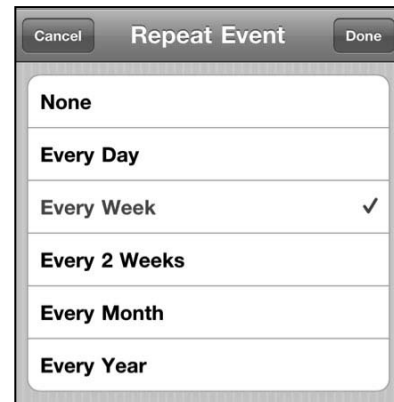 Cancel Repeat Event Done
None
Every Day
Every Week
Every 2 Weeks
Every Month
Every Year